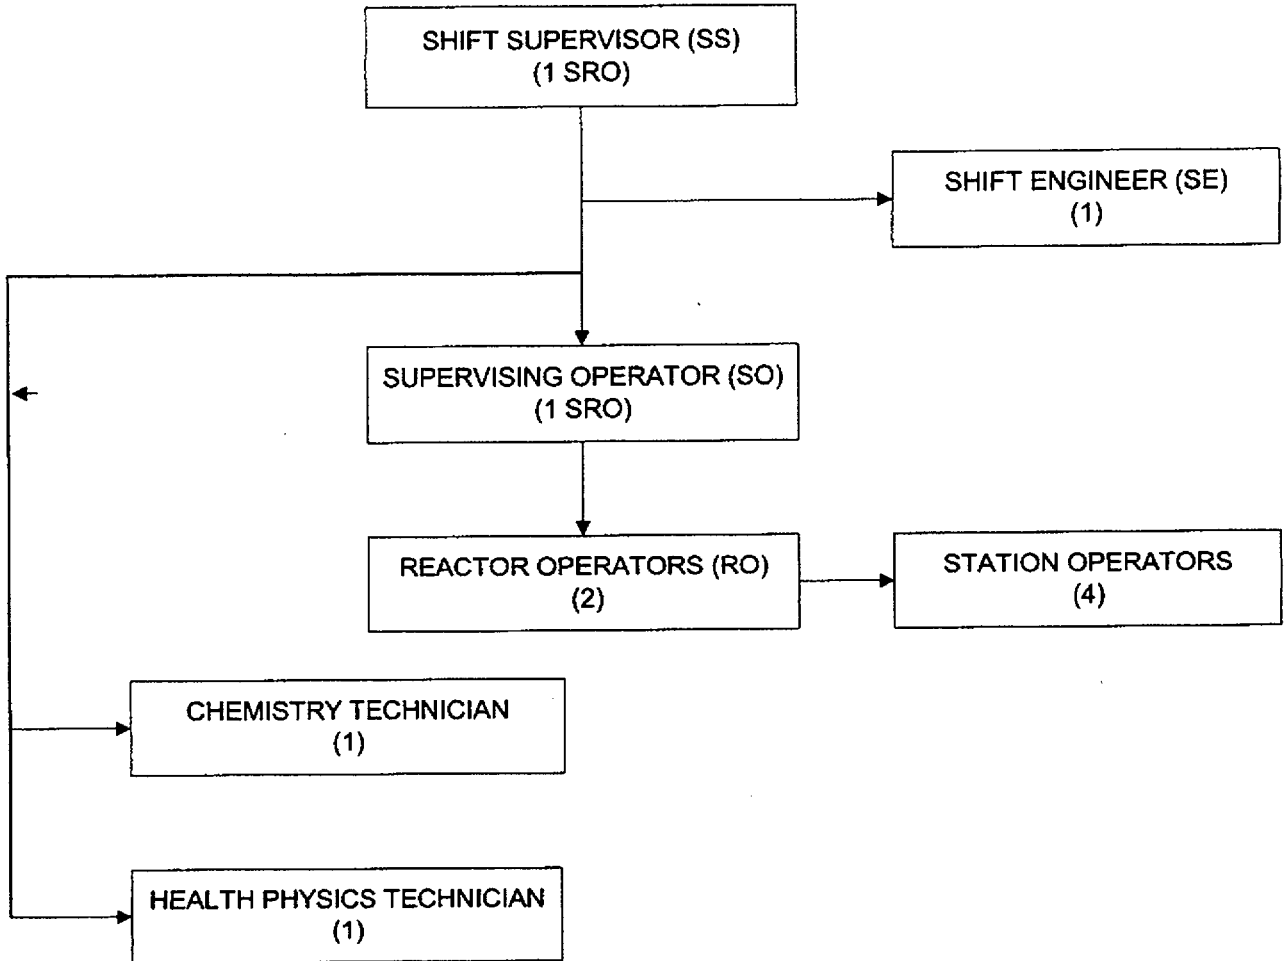 SHIFT SUPERVISOR (SS)
(1 SRO)
SHIFT ENGINEER (SE)
(1)
SUPERVISING OPERATOR (SO)
(1 SRO)
REACTOR OPERATORS (RO)
(2)
STATION OPERATORS
(4)
CHEMISTRY TECHNICIAN
(1)
HEALTH PHYSICS TECHNICIAN
(1)